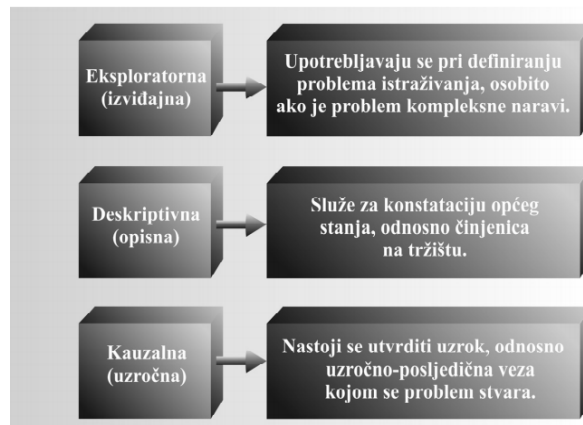 Eksploratorna
(izviđajna)
Upotrebljavaju se pri definiranju
problema istraživanja, osobito
ako je problem kompleksne naravi.
Deskriptivna
(opisna)
Služe za konstataciju općeg
stanja, odnosno činjenica
na tržištu.
Kauzalna
(uzročna)
Nastoji se utvrditi uzrok, odnosno
uzročno-posljedična veza
kojom se problem stvara.